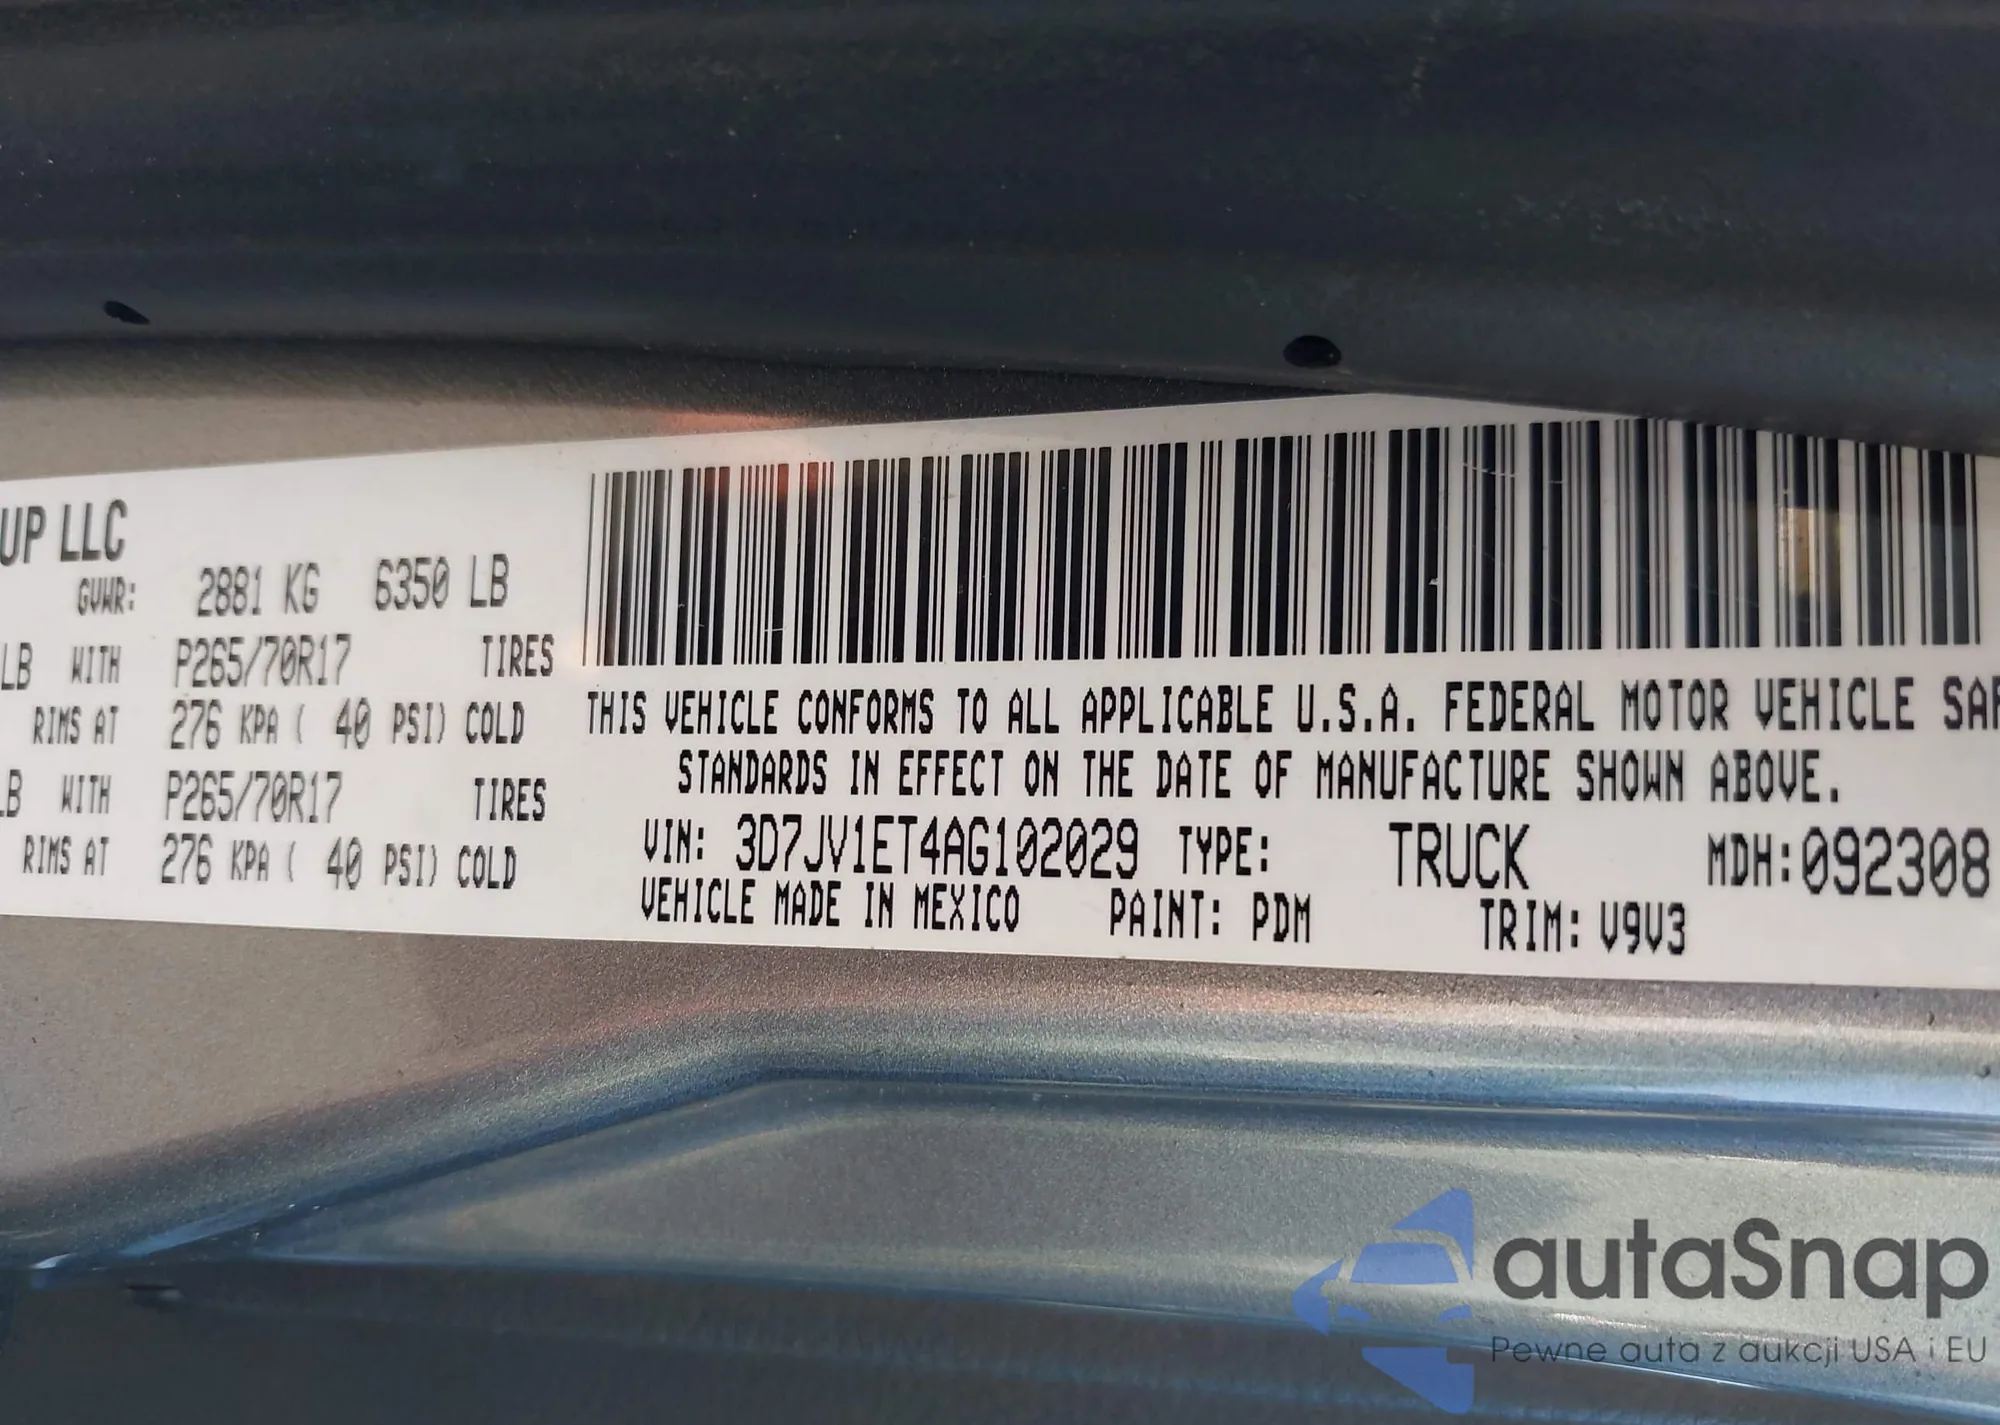 UP LLC
GVWR: 2881 KG 6350 LB
LB WITH P265/70R17 TIRES
RIMS AT 276 KPA ( 40 PSI) COLD
LB WITH P265/70R17 TIRES
RIMS AT 276 KPA ( 40 PSI) COLD
THIS VEHICLE CONFORMS TO ALL APPLICABLE U.S.A. FEDERAL MOTOR VEHICLE SAF
STANDARDS IN EFFECT ON THE DATE OF MANUFACTURE SHOWN ABOVE.
VIN: 3D7JV1ET4AG102029 TYPE: TRUCK MDH:092308
VEHICLE MADE IN MEXICO PAINT: PDM TRIM: V9V3
autoSnap
Pewne auta z aukcji USA i EU